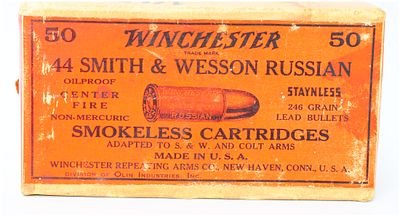 50 WINCHESTER 50
TRADE MARK
.44 SMITH & WESSON RUSSIAN
OILPROOF
CENTER
FIRE
NON-MERCURIC
RUSSIAN
STAYNLESS
246 GRAIN
LEAD BULLETS
SMOKELESS CARTRIDGES
ADAPTED TO S. & W. AND COLT ARMS
MADE IN U.S.A.
WINCHESTER REPEATING ARMS CO., NEW HAVEN, CONN., U.S.A.
DIVISION OF OLIN INDUSTRIES, INC.